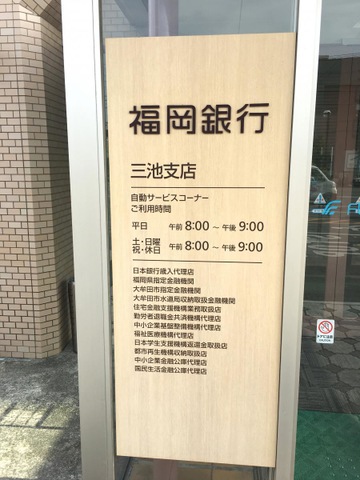 福岡銀行
三池支店
自動サービスコーナー
ご利用時間
平日 午前 8:00 ～ 午後 9:00
土・日曜
祝・休日 午前 8:00 ～ 午後 9:00
日本銀行歳入代理店
福岡県指定金融機関
大牟田市指定金融機関
大牟田市水道局収納取扱金融機関
住宅金融支援機構業務取扱店
勤労者退職金共済機構代理店
中小企業基盤整備機構代理店
福祉医療機構代理店
日本学生支援機構返還金取扱店
都市再生機構収納取扱店
中小企業金融公庫代理店
国民生活金融公庫代理店